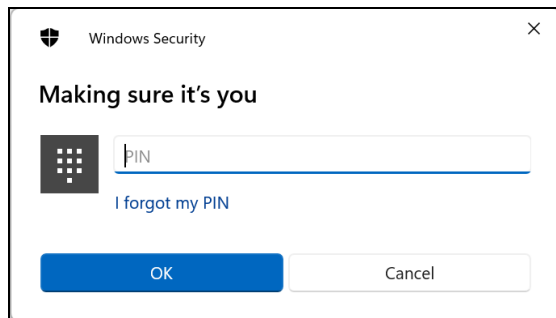 Windows Security
Making sure it’s you
PIN
I forgot my PIN
OK
Cancel